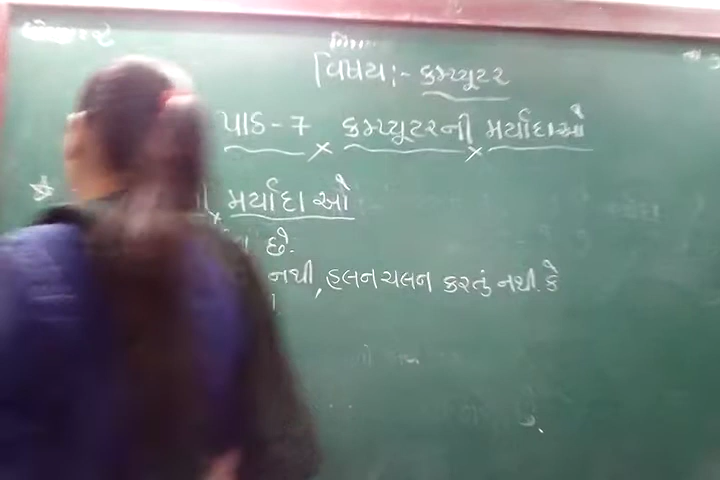 વિષય:- કમ્પ્યૂટર
પાઠ-7 કમ્પ્યૂટરની મર્યાદાઓ
મર્યાદાઓ
છે.
નથી, હલનચલન કરતું નથી. કે